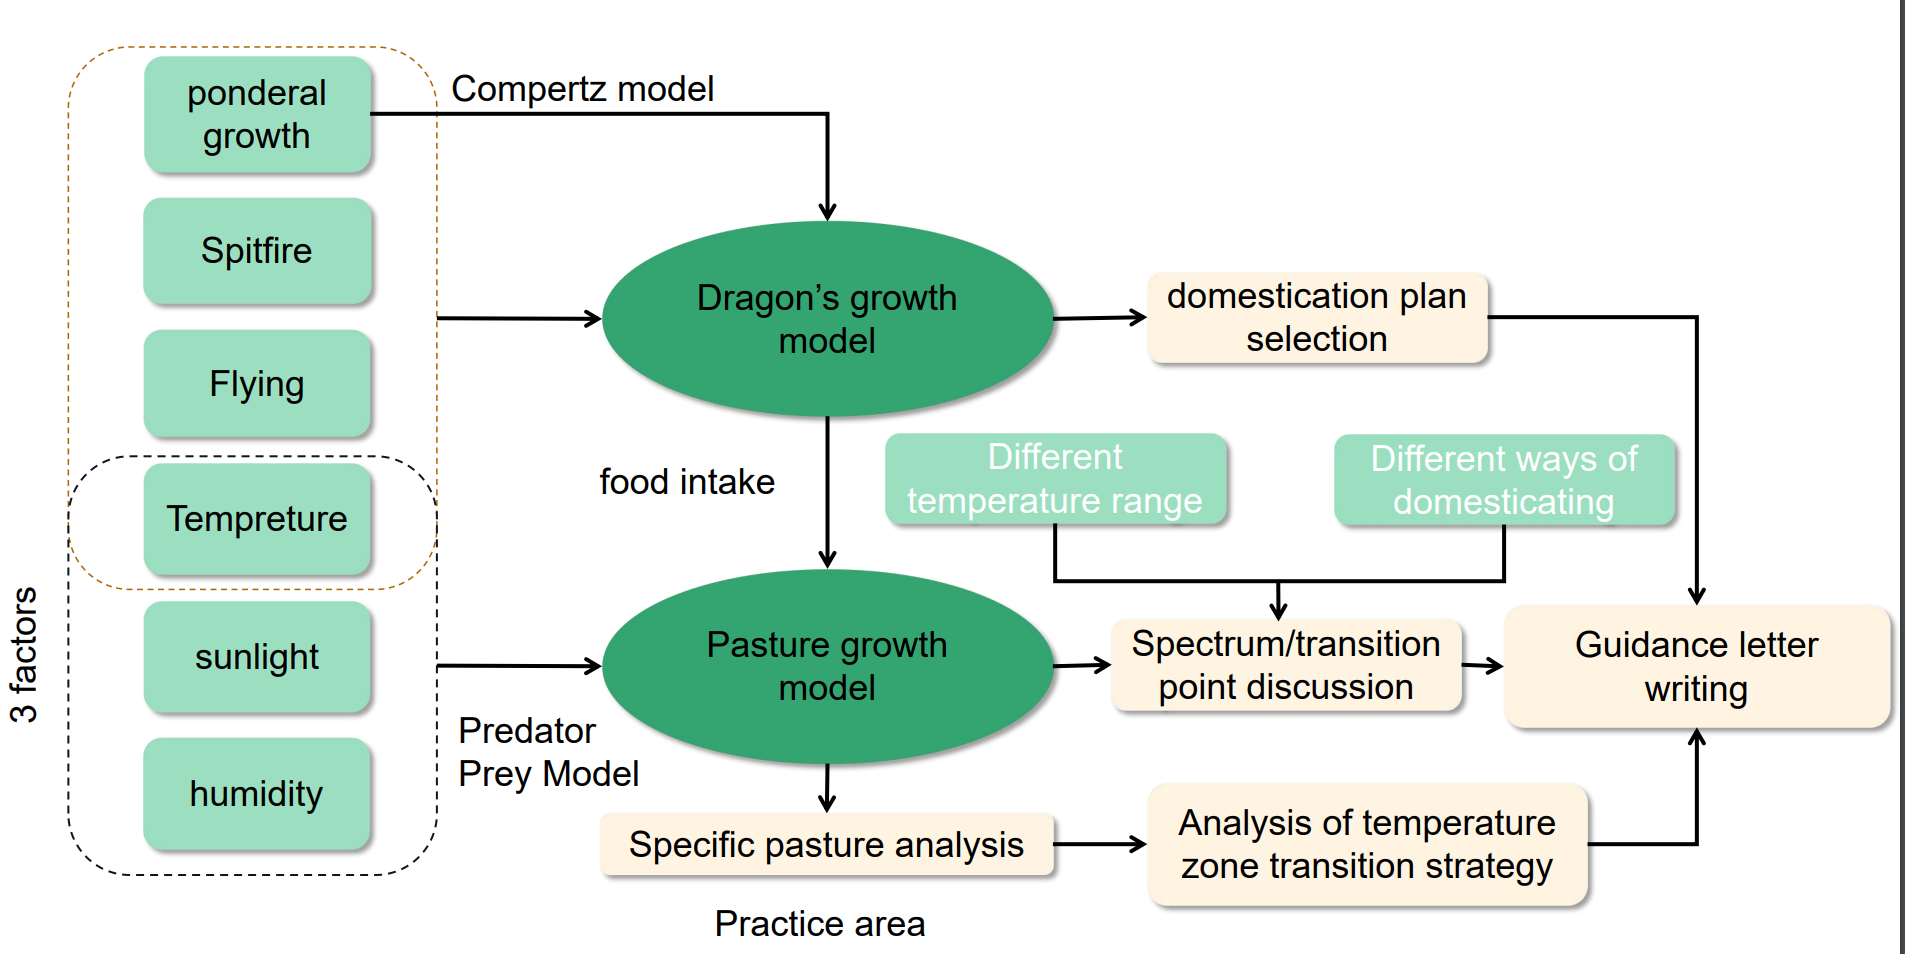 ponderal
growth
Compertz model
Spitfire
Dragon’s growth
model
domestication plan
selection
Flying
food intake
Different
temperature range
Different ways of
domesticating
Tempreture
3 factors
sunlight
Pasture growth
model
Spectrum/transition
point discussion
Guidance letter
writing
Predator
Prey Model
humidity
Specific pasture analysis
Analysis of temperature
zone transition strategy
Practice area